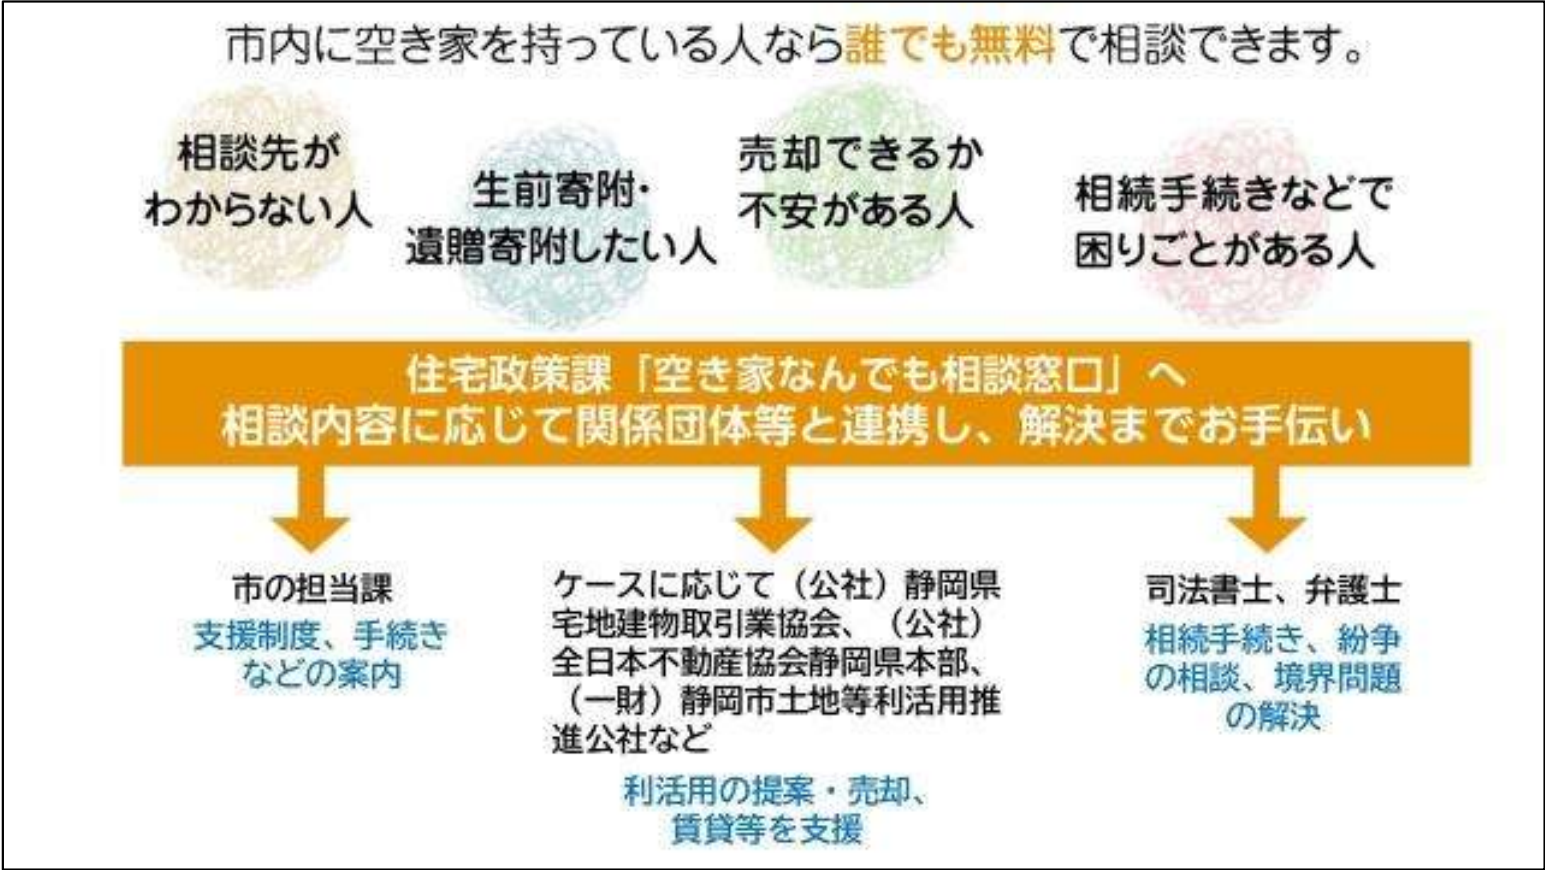 市内に空き家を持っている人なら誰でも無料で相談できます。
相談先が
わからない人
生前寄附・
遺贈寄附したい人
売却できるか
不安がある人
相続手続きなどで
困りごとがある人
住宅政策課「空き家なんでも相談窓口」へ
相談内容に応じて関係団体等と連携し、解決までお手伝い
市の担当課
支援制度、手続き
などの案内
ケースに応じて（公社）静岡県
宅地建物取引業協会、（公社）
全日本不動産協会静岡県本部、
（一財）静岡市土地等利活用推
進公社など
利活用の提案・売却、
賃貸等を支援
司法書士、弁護士
相続手続き、紛争
の相談、境界問題
の解決